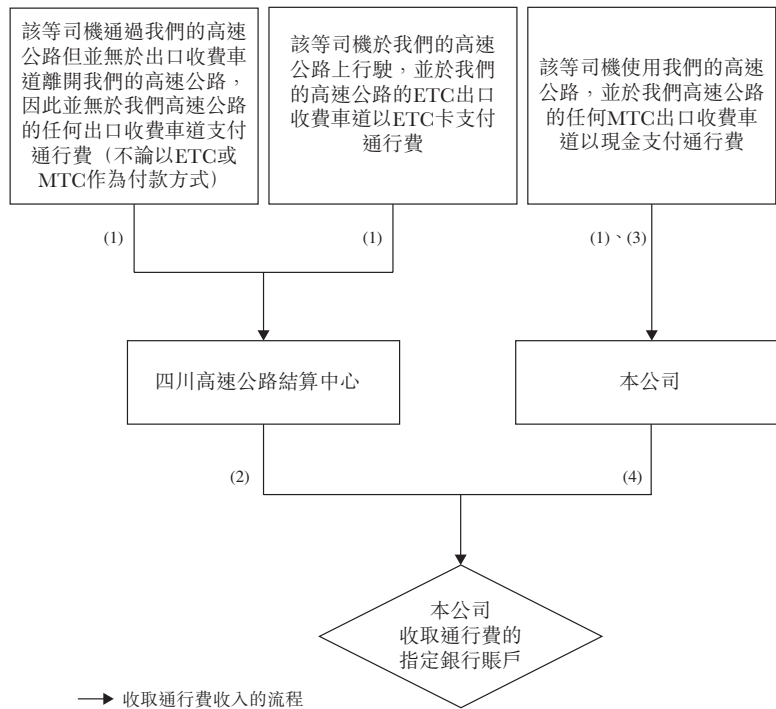 該等司機通過我們的高速
公路但並無於出口收費車
道離開我們的高速公路，
因此並無於我們高速公路
的任何出口收費車道支付
通行費（不論以ETC或
MTC作為付款方式）
該等司機於我們的高速
公路上行駛，並於我們
的高速公路的ETC出口
收費車道以ETC卡支付
通行費
該等司機使用我們的高速
公路，並於我們高速公路
的任何MTC出口收費車
道以現金支付通行費
(1)
(1)
(1)、(3)
四川高速公路結算中心
本公司
(2)
(4)
本公司
收取通行費的
指定銀行賬戶
收取通行費收入的流程